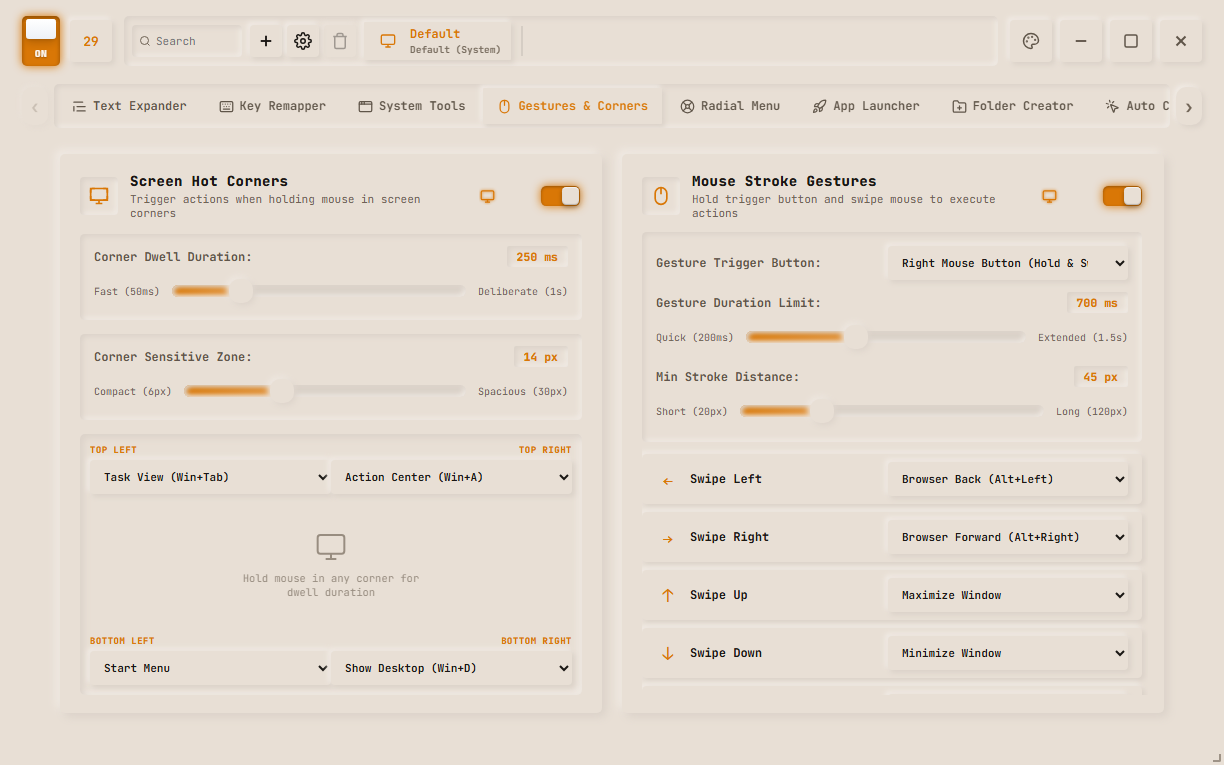 ON
29
Search
Default
Default (System)
Text Expander
Key Remapper
System Tools
Gestures & Corners
Radial Menu
App Launcher
Folder Creator
Auto C
Screen Hot Corners
Trigger actions when holding mouse in screen
corners
Corner Dwell Duration:
250 ms
Fast (50ms)
Deliberate (1s)
Corner Sensitive Zone:
14 px
Compact (6px)
Spacious (30px)
TOP LEFT
TOP RIGHT
Task View (Win+Tab)
Action Center (Win+A)
Hold mouse in any corner for
dwell duration
BOTTOM LEFT
BOTTOM RIGHT
Start Menu
Show Desktop (Win+D)
Mouse Stroke Gestures
Hold trigger button and swipe mouse to execute
actions
Gesture Trigger Button:
Right Mouse Button (Hold & S
Gesture Duration Limit:
700 ms
Quick (200ms)
Extended (1.5s)
Min Stroke Distance:
45 px
Short (20px)
Long (120px)
← Swipe Left
Browser Back (Alt+Left)
→ Swipe Right
Browser Forward (Alt+Right)
↑ Swipe Up
Maximize Window
↓ Swipe Down
Minimize Window